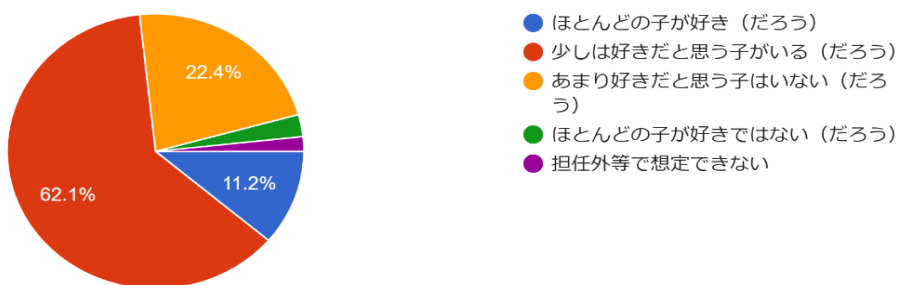 22.4%
62.1%
11.2%
ほとんどの子が好き（だろう）
少しは好きだと思う子がいる（だろう）
あまり好きだと思う子はいない（だろ
う）
ほとんどの子が好きではない（だろう）
担任外等で想定できない